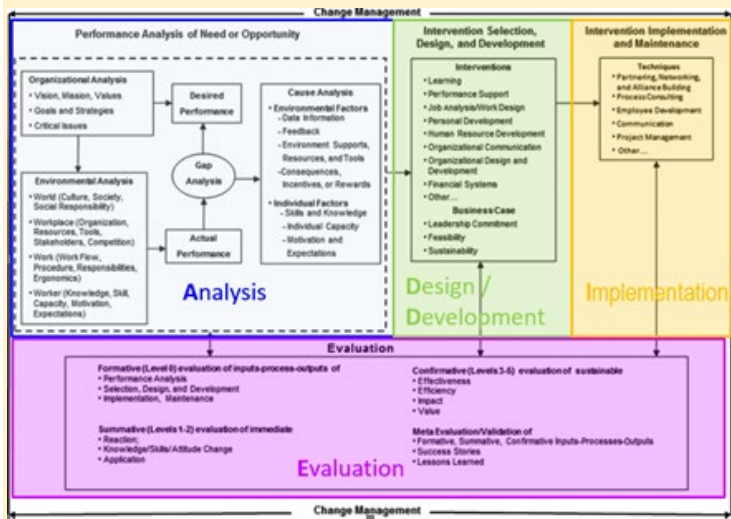 Change Management
Performance Analysis of Need or Opportunity
Organizational Analysis
• Vision, Mission, Values
• Goals and Strategies
• Critical Issues
Environmental Analysis
• World (Culture, Society,
Social Responsibility)
• Workplace (Organization,
Resources, Tools,
Stakeholders, Competition)
• Work (Work Flow,
Procedure, Responsibilities,
Ergonomics)
• Worker (Knowledge, Skill,
Capacity, Motivation,
Expectations)
Desired
Performance
Gap
Analysis
Actual
Performance
Cause Analysis
• Environmental Factors
- Data Information
- Feedback
- Environment Supports,
Resources, and Tools
- Consequences,
Incentives, or Rewards
• Individual Factors
- Skills and Knowledge
- Individual Capacity
- Motivation and
Expectations
Analysis
Intervention Selection,
Design, and Development
Interventions
• Learning
• Performance Support
• Job Analysis/Work Design
• Personal Development
• Human Resource Development
• Organizational Communication
• Organizational Design and
Development
• Financial Systems
• Other...
Business Case
• Leadership Commitment
• Feasibility
• Sustainability
Design /
Development
Intervention Implementation
and Maintenance
Techniques
• Partnering, Networking,
and Alliance Building
• Process Consulting
• Employee Development
• Communication
• Project Management
• Other...
Implementation
Evaluation
Formative (Level 0) evaluation of inputs-process-outputs of
• Performance Analysis
• Selection, Design, and Development
• Implementation, Maintenance
Summative (Levels 1-2) evaluation of immediate
• Reaction;
• Knowledge/Skills/Attitude Change
• Application
Confirmative (Levels 3-5) evaluation of sustainable
• Effectiveness
• Efficiency
• Impact
• Value
Meta Evaluation/Validation of
• Formative, Summative, Confirmative Inputs-Processes-Outputs
• Success Stories
• Lessons Learned
Evaluation
Change Management